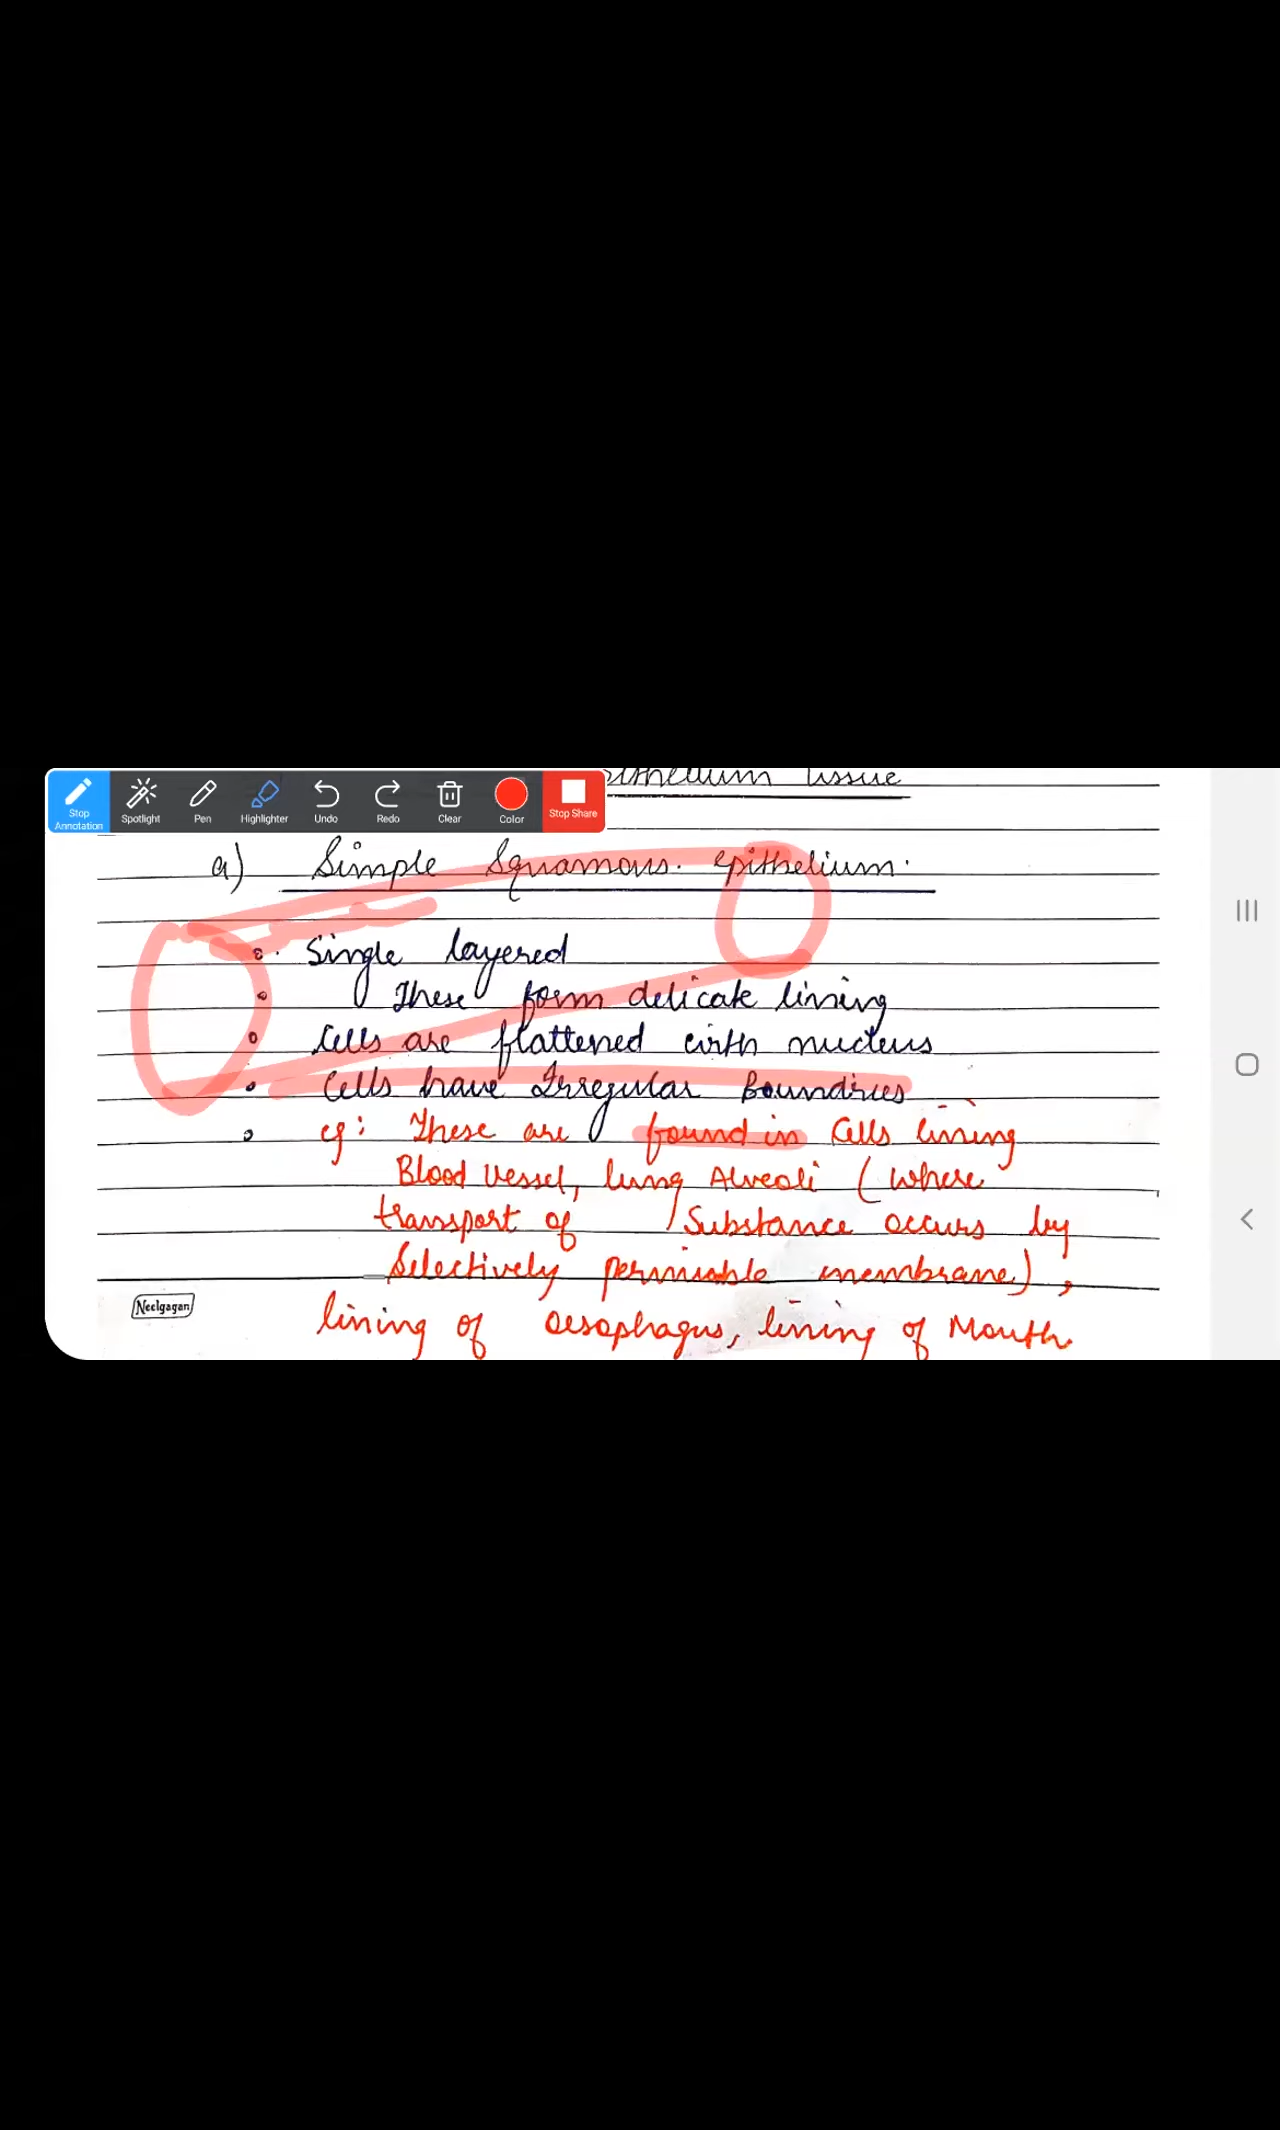 Stop Annotation
Spotlight
Pen
Highlighter
Undo
Redo
Clear
Color
Stop Share
tissue
a) Simple Squamous. epithelium.
Single layered
These form delicate lining
Cells are flattened cirth nucleus
Cells have Irregular Boundries
eg: These are found in Cells lining
Blood Vessel, lung Alveoli (where
transport of Substance occurs by
Selectively permiable membrane),
Neelgagan
lining of oesophagus, lining of Mouth.